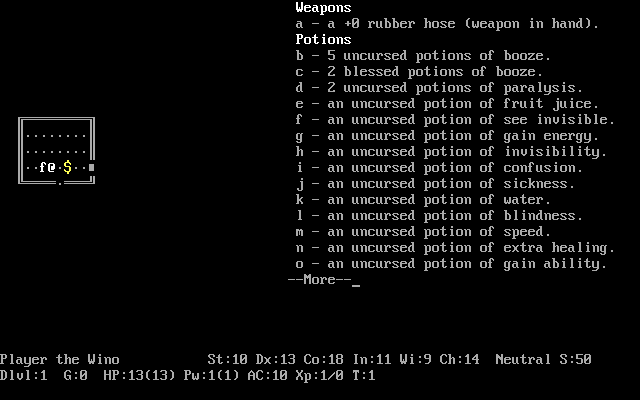 Weapons
a - a +0 rubber hose (weapon in hand).
Potions
b - 5 uncursed potions of booze.
c - 2 blessed potions of booze.
d - 2 uncursed potions of paralysis.
e - an uncursed potion of fruit juice.
f - an uncursed potion of see invisible.
g - an uncursed potion of gain energy.
h - an uncursed potion of invisibility.
i - an uncursed potion of confusion.
j - an uncursed potion of sickness.
k - an uncursed potion of water.
l - an uncursed potion of blindness.
m - an uncursed potion of speed.
n - an uncursed potion of extra healing.
o - an uncursed potion of gain ability.
--More--
. . . . . . . .
. . . . . . . .
. . f@ . $ . .
Player the Wino St:10 Dx:13 Co:18 In:11 Wi:9 Ch:14 Neutral S:50
Dlvl:1 G:0 HP:13(13) Pw:1(1) AC:10 Xp:1/0 T:1